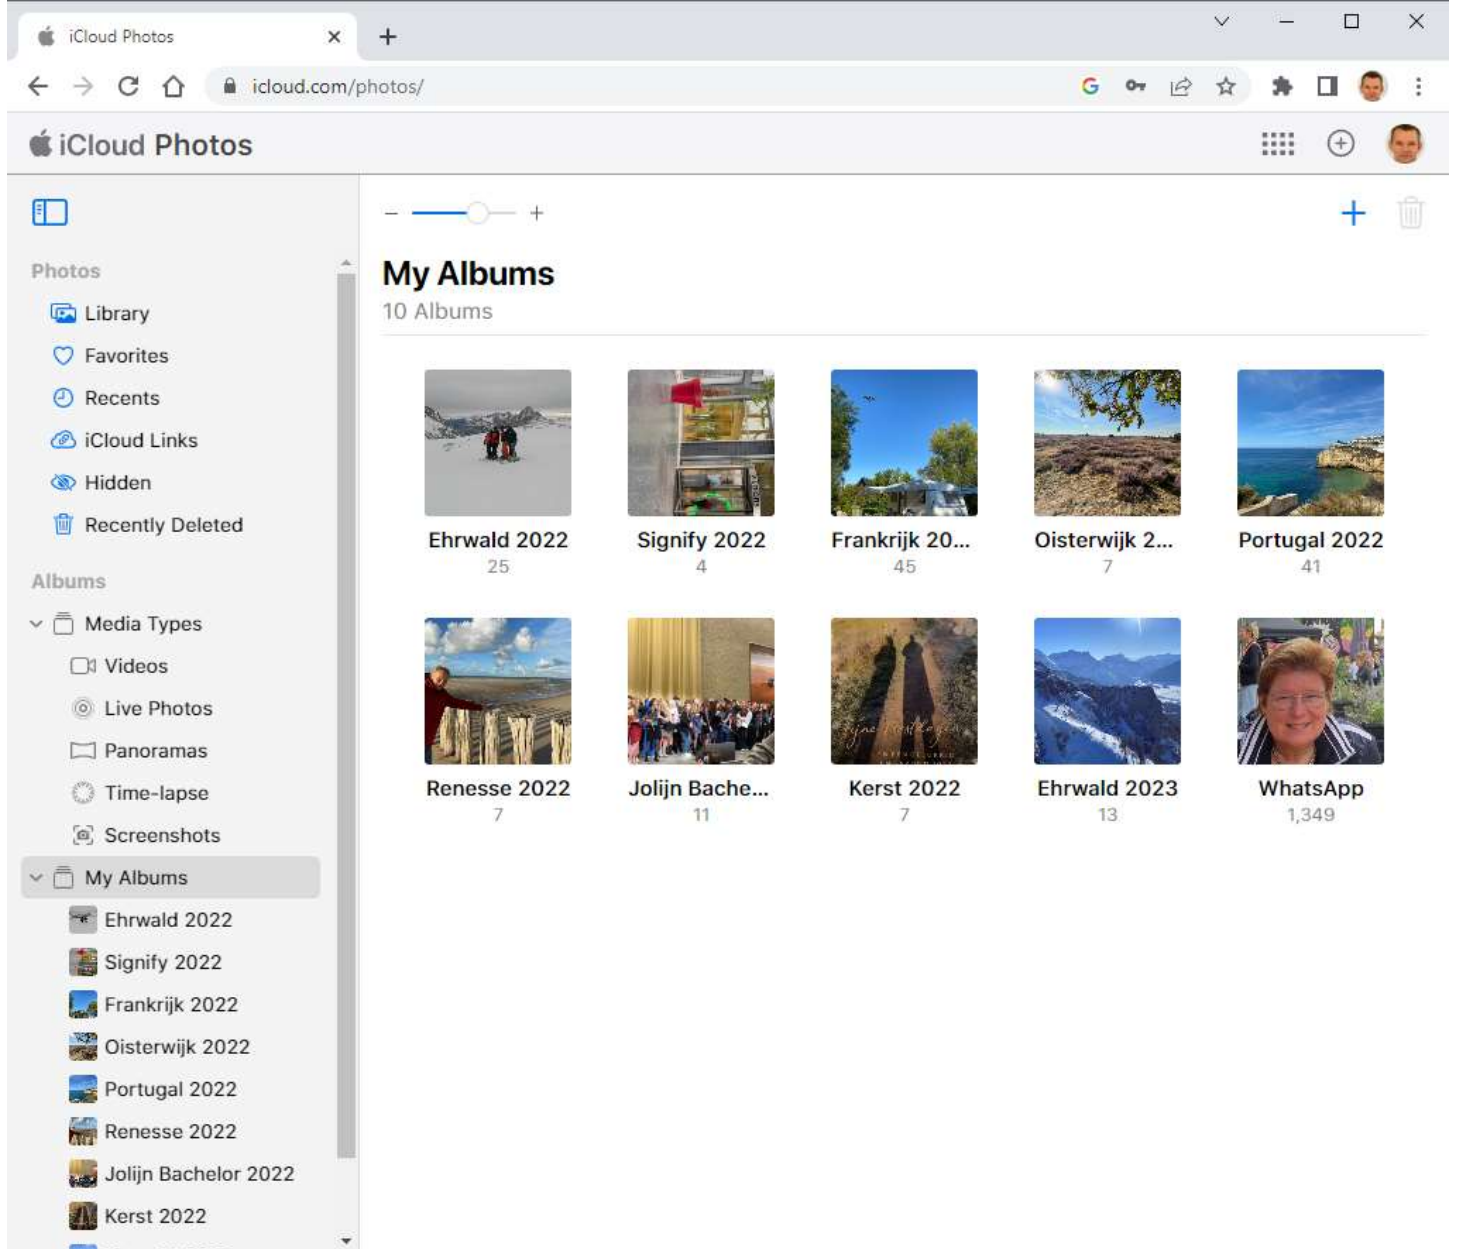 iCloud Photos
icloud.com/photos/
iCloud Photos
Photos
Library
Favorites
Recents
iCloud Links
Hidden
Recently Deleted
Albums
Media Types
Videos
Live Photos
Panoramas
Time-lapse
Screenshots
My Albums
Ehrwald 2022
Signify 2022
Frankrijk 2022
Oisterwijk 2022
Portugal 2022
Renesse 2022
Jolijn Bachelor 2022
Kerst 2022
My Albums
10 Albums
Ehrwald 2022
25
Signify 2022
4
Frankrijk 20...
45
Oisterwijk 2...
7
Portugal 2022
41
Renesse 2022
7
Jolijn Bache...
11
Kerst 2022
7
Ehrwald 2023
13
WhatsApp
1,349